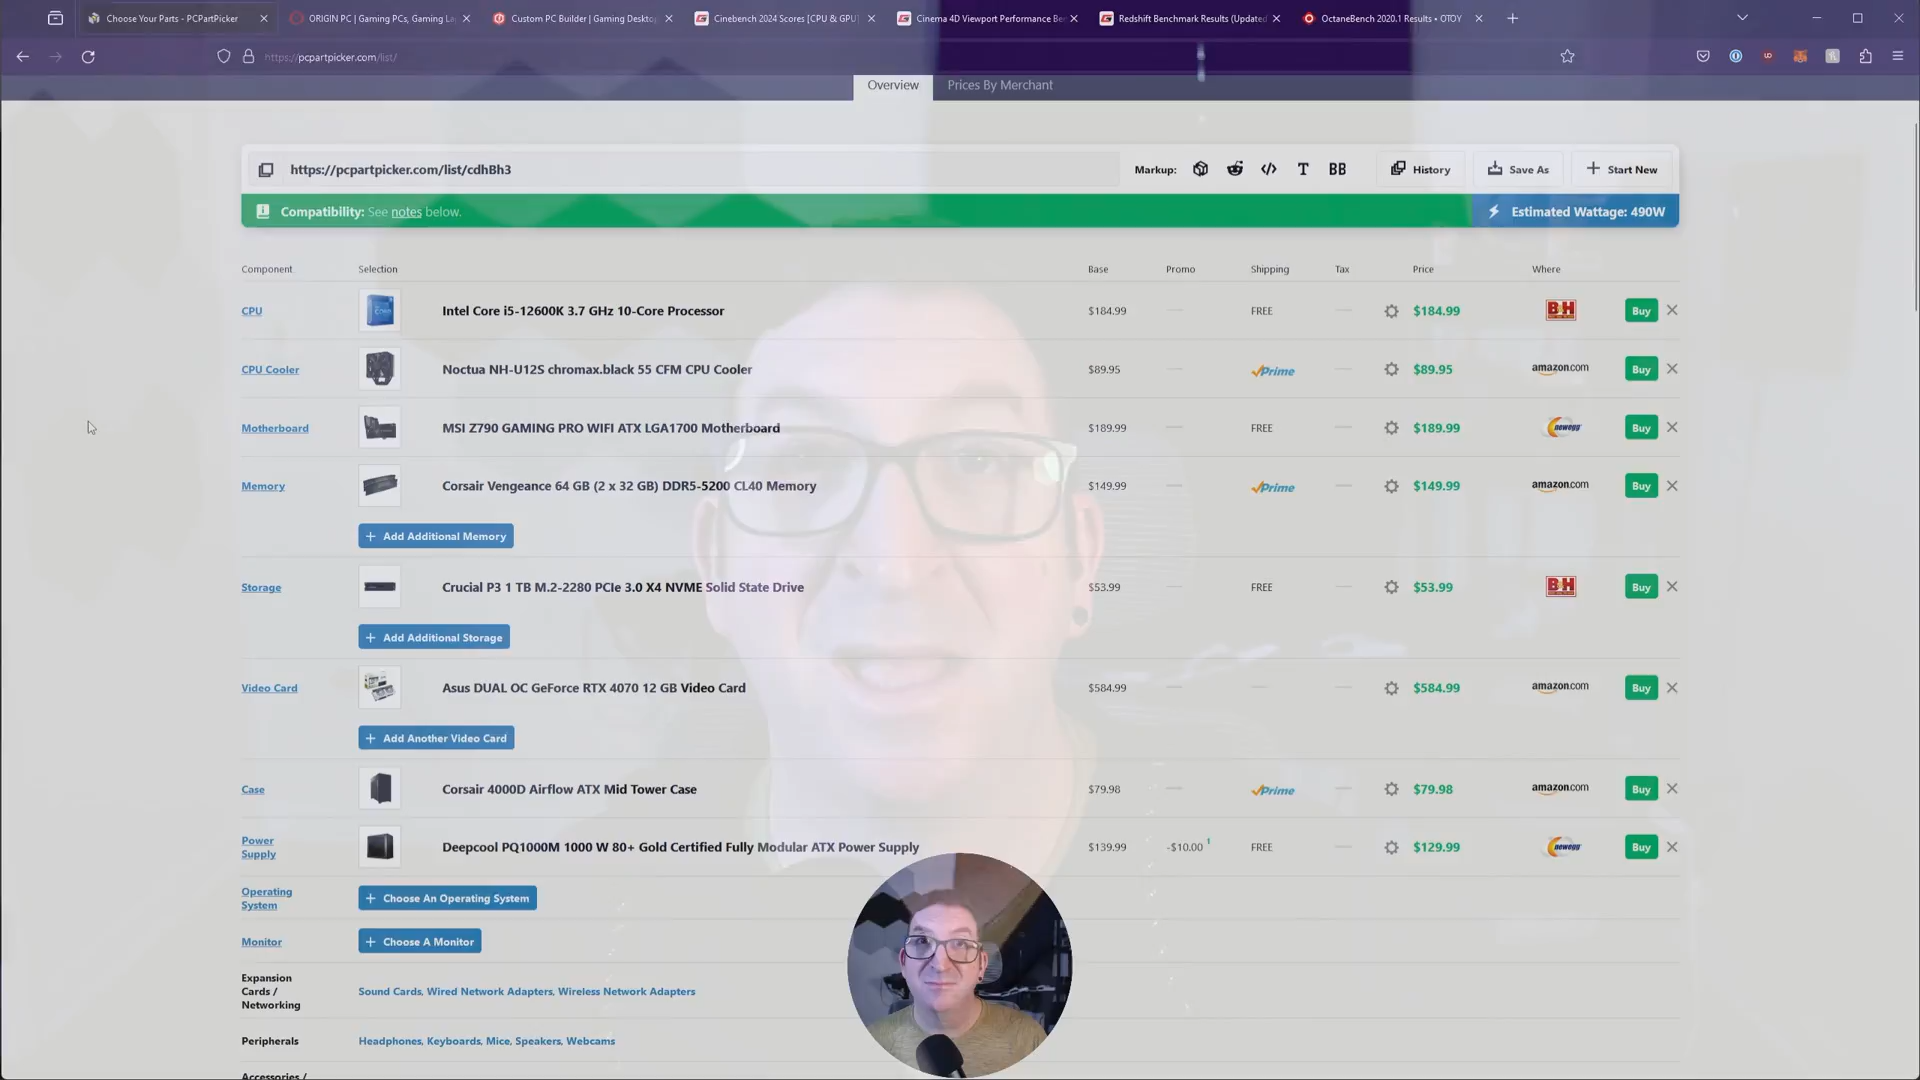 Choose Your Parts - PCPartPicker
ORIGIN PC | Gaming PCs, Gaming La
Custom PC Builder | Gaming Deskto
Cinebench 2024 Scores [CPU & GPU]
Cinema 4D Viewport Performance Be
Redshift Benchmark Results (Updated
OctaneBench 2020.1 Results • OTOY
https://pcpartpicker.com/list/
Overview
Prices By Merchant
https://pcpartpicker.com/list/cdhBh3
Markup:
T
BB
History
Save As
Start New
Compatibility: See notes below.
Estimated Wattage: 490W
Component Selection Base Promo Shipping Tax Price Where
CPU Intel Core i5-12600K 3.7 GHz 10-Core Processor $184.99 — FREE — $184.99 B&H Buy
CPU Cooler Noctua NH-U12S chromax.black 55 CFM CPU Cooler $89.95 — Prime — $89.95 amazon.com Buy
Motherboard MSI Z790 GAMING PRO WIFI ATX LGA1700 Motherboard $189.99 — FREE — $189.99 newegg Buy
Memory Corsair Vengeance 64 GB (2 x 32 GB) DDR5-5200 CL40 Memory $149.99 — Prime — $149.99 amazon.com Buy
+ Add Additional Memory
Storage Crucial P3 1 TB M.2-2280 PCIe 3.0 X4 NVME Solid State Drive $53.99 — FREE — $53.99 B&H Buy
+ Add Additional Storage
Video Card Asus DUAL OC GeForce RTX 4070 12 GB Video Card $584.99 — — — $584.99 amazon.com Buy
+ Add Another Video Card
Case Corsair 4000D Airflow ATX Mid Tower Case $79.98 — Prime — $79.98 amazon.com Buy
Power
Supply
Deepcool PQ1000M 1000 W 80+ Gold Certified Fully Modular ATX Power Supply $139.99 -$10.00 1 FREE — $129.99 newegg Buy
Operating
System
+ Choose An Operating System
Monitor + Choose A Monitor
Expansion
Cards /
Networking
Sound Cards, Wired Network Adapters, Wireless Network Adapters
Peripherals Headphones, Keyboards, Mice, Speakers, Webcams
Accessories /